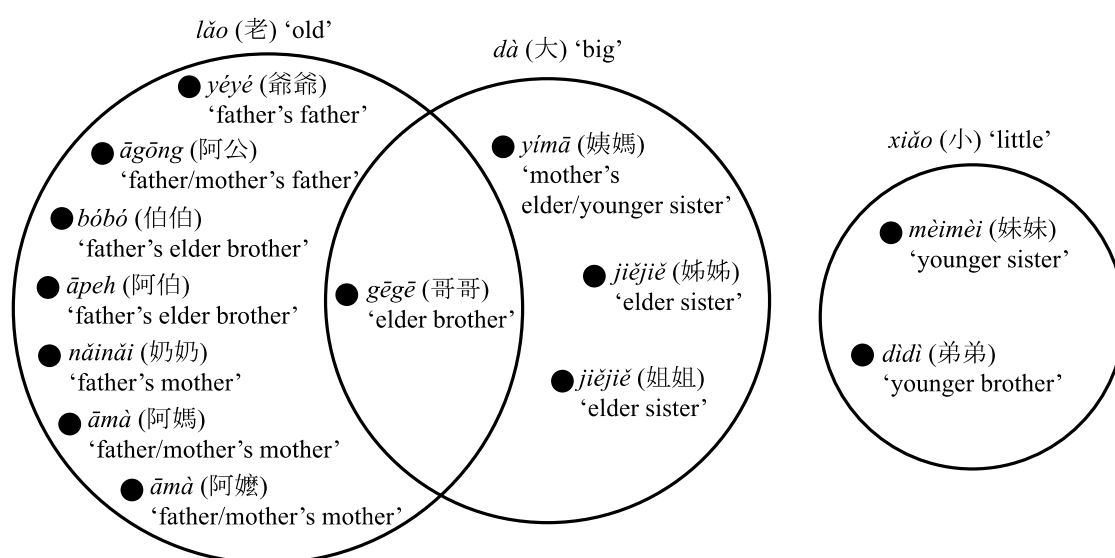 lǎo (老) ‘old’
yéyé (爺爺)
‘father’s father’
āgōng (阿公)
‘father/mother’s father’
bóbó (伯伯)
‘father’s elder brother’
āpeh (阿伯)
‘father’s elder brother’
nǎinǎi (奶奶)
‘father’s mother’
āmà (阿媽)
‘father/mother’s mother’
āmà (阿嬤)
‘father/mother’s mother’
gēgē (哥哥)
‘elder brother’
dà (大) ‘big’
yímā (姨媽)
‘mother’s
elder/younger sister’
jiějiě (姊姊)
‘elder sister’
jiějiě (姐姐)
‘elder sister’
xiǎo (小) ‘little’
mèimèi (妹妹)
‘younger sister’
dìdì (弟弟)
‘younger brother’